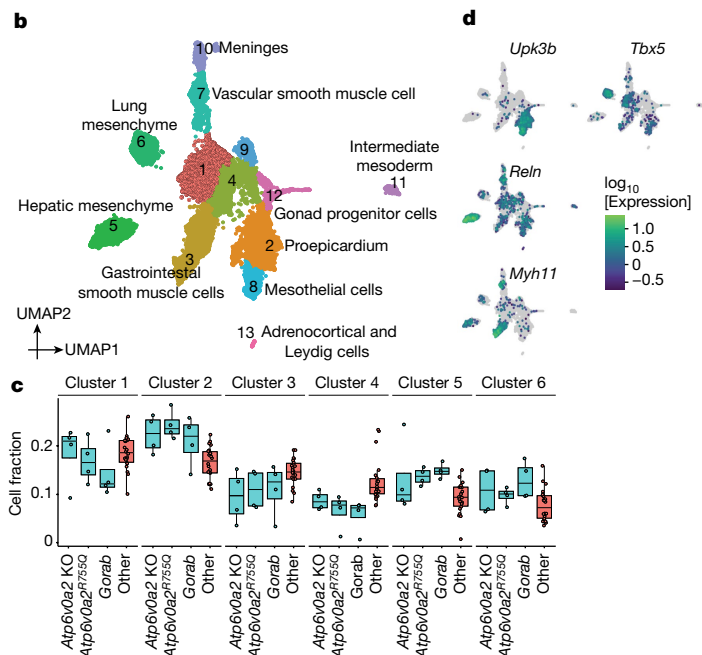 b
10 Meninges
7 Vascular smooth muscle cell
Lung
mesenchyme
6
1
9
4
Intermediate
mesoderm
11
12
Gonad progenitor cells
Hepatic mesenchyme
5
2 Proepicardium
3
Gastrointestal
smooth muscle cells
8 Mesothelial cells
UMAP2
UMAP1
13 Adrenocortical and
Leydig cells
d
Upk3b
Tbx5
Reln
Myh11
log10
[Expression]
1.0
0
−0.5
c
Cluster 1 Cluster 2 Cluster 3 Cluster 4 Cluster 5 Cluster 6
Cell fraction
0.2
0.1
0
Atp6v0a2 KO
Atp6v0a2R755Q
Gorab
Other
Atp6v0a2 KO
Atp6v0a2R755Q
Gorab
Other
Atp6v0a2 KO
Atp6v0a2R755Q
Gorab
Other
Atp6v0a2 KO
Atp6v0a2R755Q
Gorab
Other
Atp6v0a2 KO
Atp6v0a2R755Q
Gorab
Other
Atp6v0a2 KO
Atp6v0a2R755Q
Gorab
Other